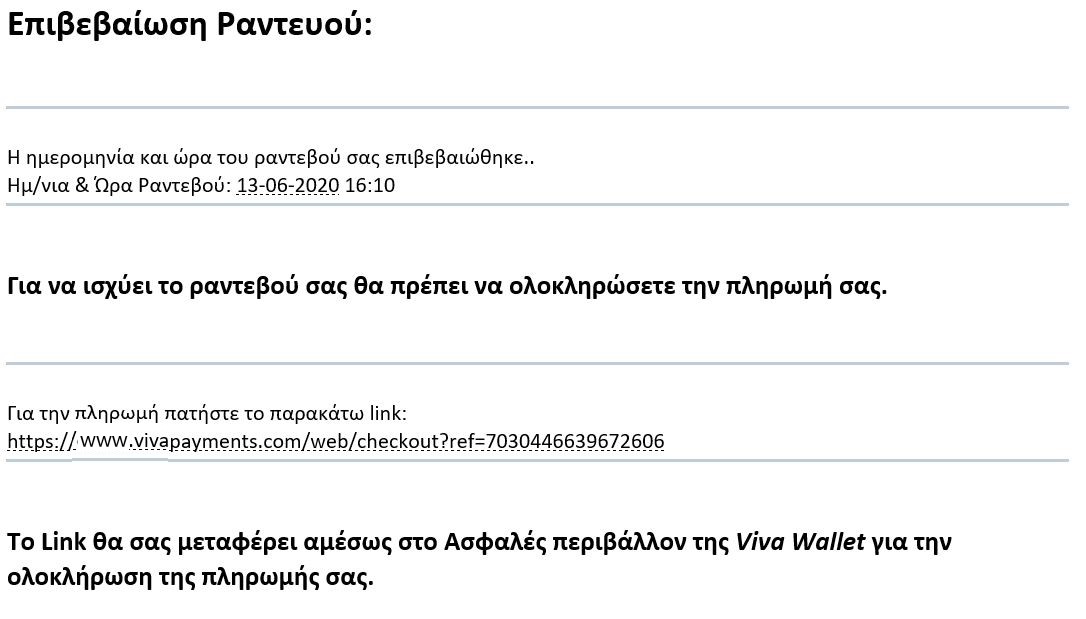 Επιβεβαίωση Ραντευού:
Η ημερομηνία και ώρα του ραντεβού σας επιβεβαιώθηκε..
Ημ/νια & Ώρα Ραντεβού: 13-06-2020 16:10
Για να ισχύει το ραντεβού σας θα πρέπει να ολοκληρώσετε την πληρωμή σας.
Για την πληρωμή πατήστε το παρακάτω link:
https://www.vivapayments.com/web/checkout?ref=7030446639672606
Το Link θα σας μεταφέρει αμέσως στο Ασφαλές περιβάλλον της Viva Wallet για την
ολοκλήρωση της πληρωμής σας.